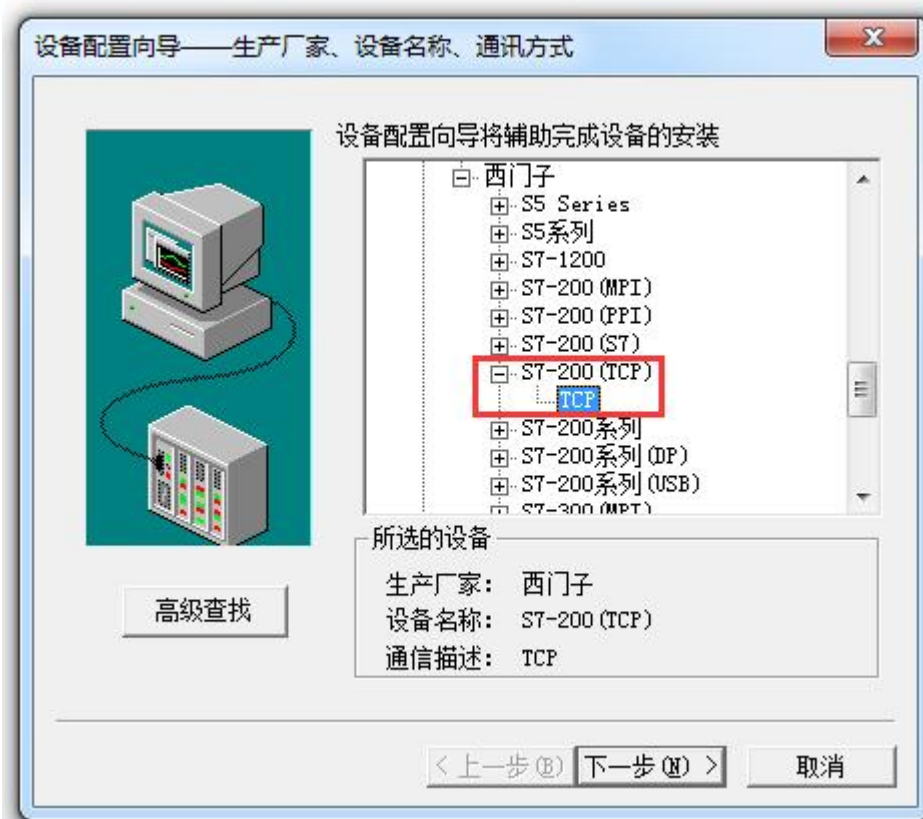 设备配置向导——生产厂家、设备名称、通讯方式
设备配置向导将辅助完成设备的安装
西门子
S5 Series
S5系列
S7-1200
S7-200(MPI)
S7-200(PPI)
S7-200(S7)
S7-200(TCP)
TCP
S7-200系列
S7-200系列(DP)
S7-200系列(USB)
S7-300(MPI)
所选的设备
生产厂家： 西门子
设备名称： S7-200(TCP)
通信描述： TCP
高级查找
<上一步(B) 下一步(N)> 取消